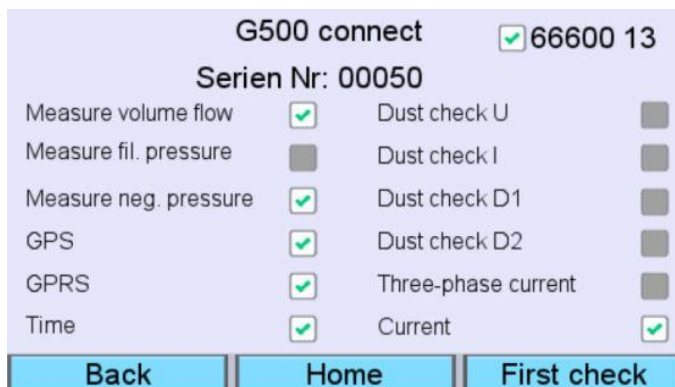 G500 connect 66600 13
Serien Nr: 00050
Measure volume flow Dust check U
Measure fil. pressure Dust check I
Measure neg. pressure Dust check D1
GPS Dust check D2
GPRS Three-phase current
Time Current
Back Home First check